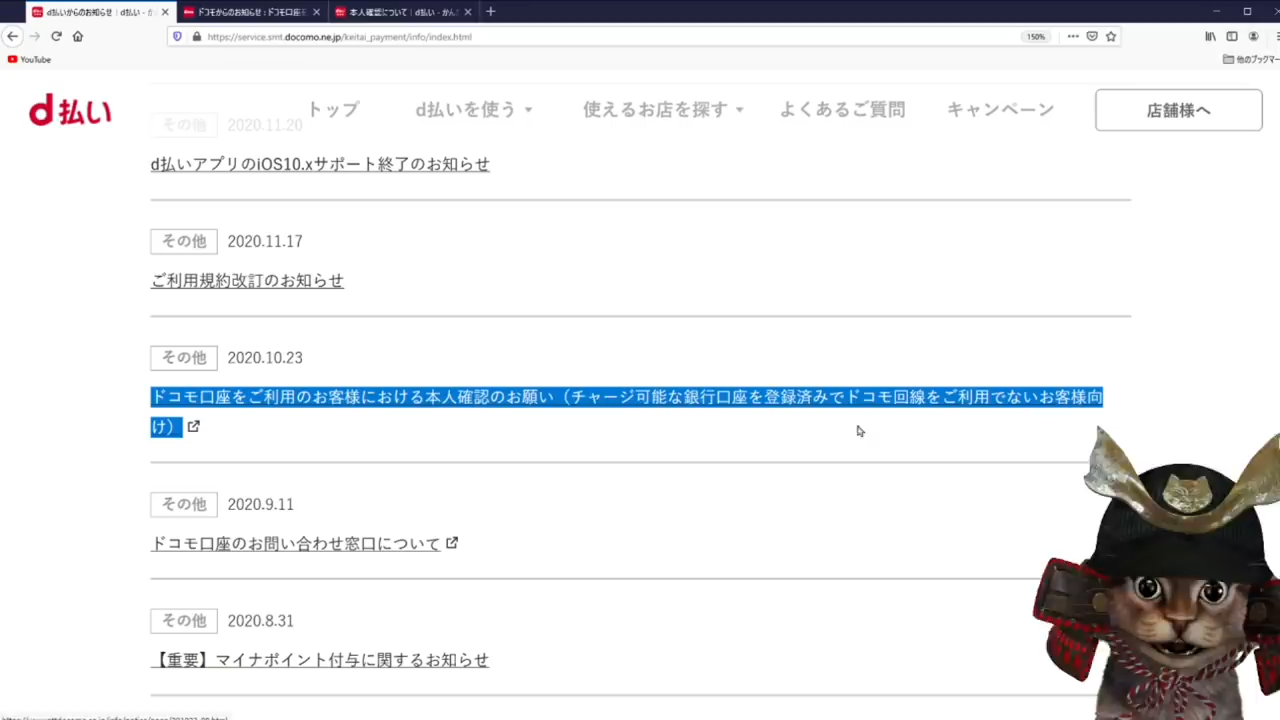 d払いからのお知らせ | d払い - か
ドコモからのお知らせ : ドコモ口座を
本人確認について | d払い - かん
https://service.smt.docomo.ne.jp/keitai_payment/info/index.html
150%
YouTube
他のブックマー
d払い
トップ
d払いを使う
使えるお店を探す
よくあるご質問
キャンペーン
店舗様へ
その他 2020.11.20
d払いアプリのiOS10.xサポート終了のお知らせ
その他 2020.11.17
ご利用規約改訂のお知らせ
その他 2020.10.23
ドコモ口座をご利用のお客様における本人確認のお願い（チャージ可能な銀行口座を登録済みでドコモ回線をご利用でないお客様向
け）
その他 2020.9.11
ドコモ口座のお問い合わせ窓口について
その他 2020.8.31
【重要】マイナポイント付与に関するお知らせ